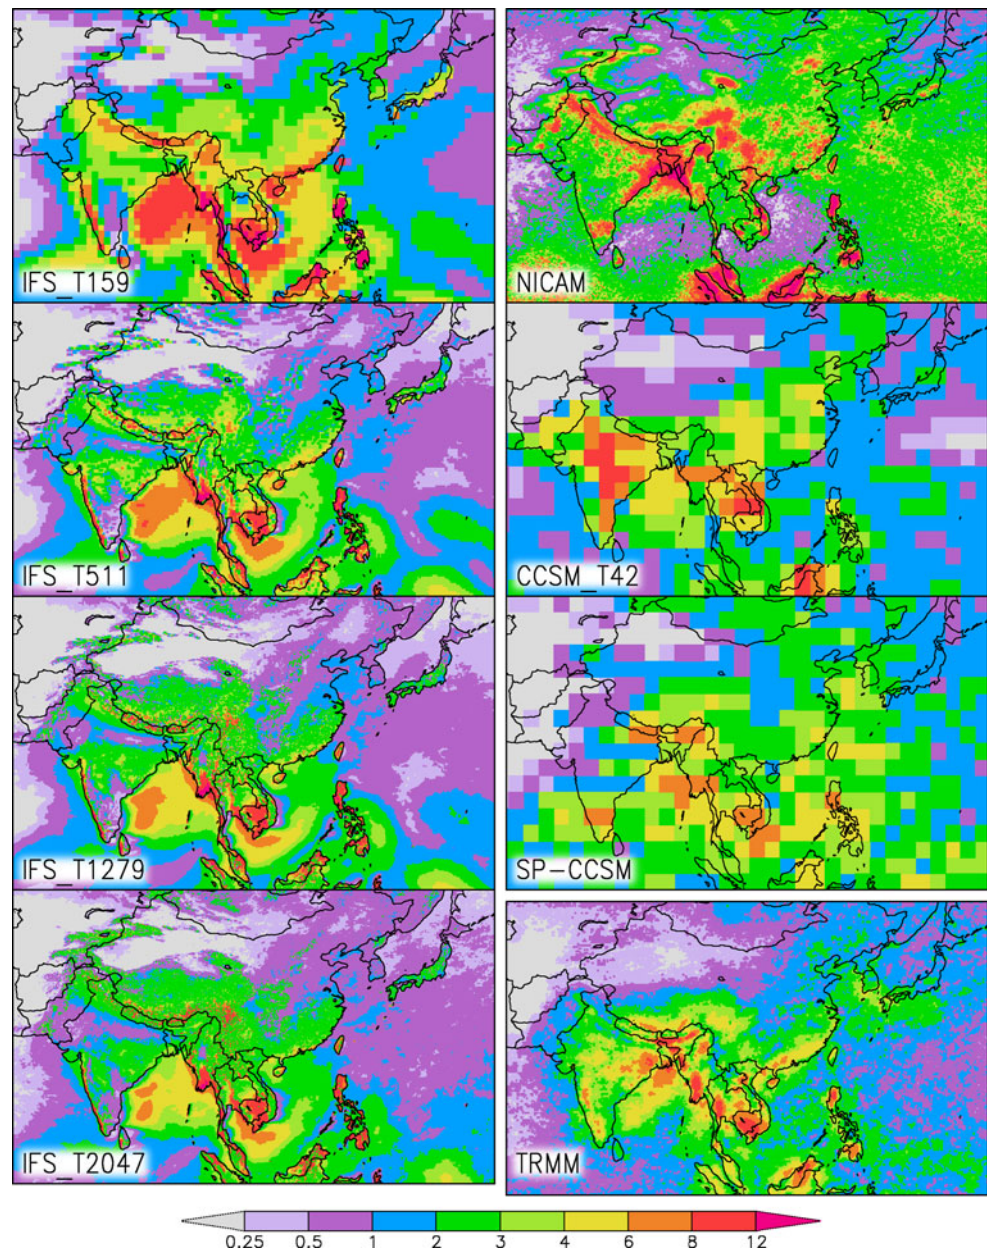 IFS_T159
NICAM
IFS_T511
CCSM_T42
IFS_T1279
SP-CCSM
IFS_T2047
TRMM
0.25 0.5 1 2 3 4 6 8 12